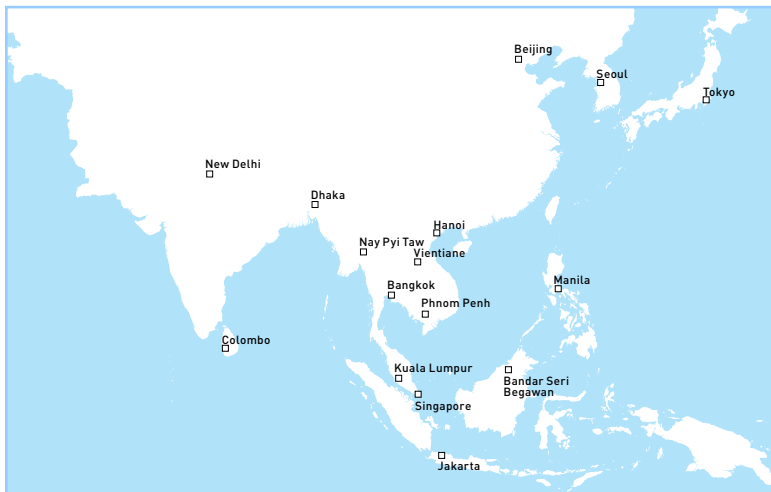 Beijing
Seoul
Tokyo
New Delhi
Dhaka
Hanoi
Nay Pyi Taw
Vientiane
Manila
Bangkok
Phnom Penh
Colombo
Kuala Lumpur
Bandar Seri
Begawan
Singapore
Jakarta